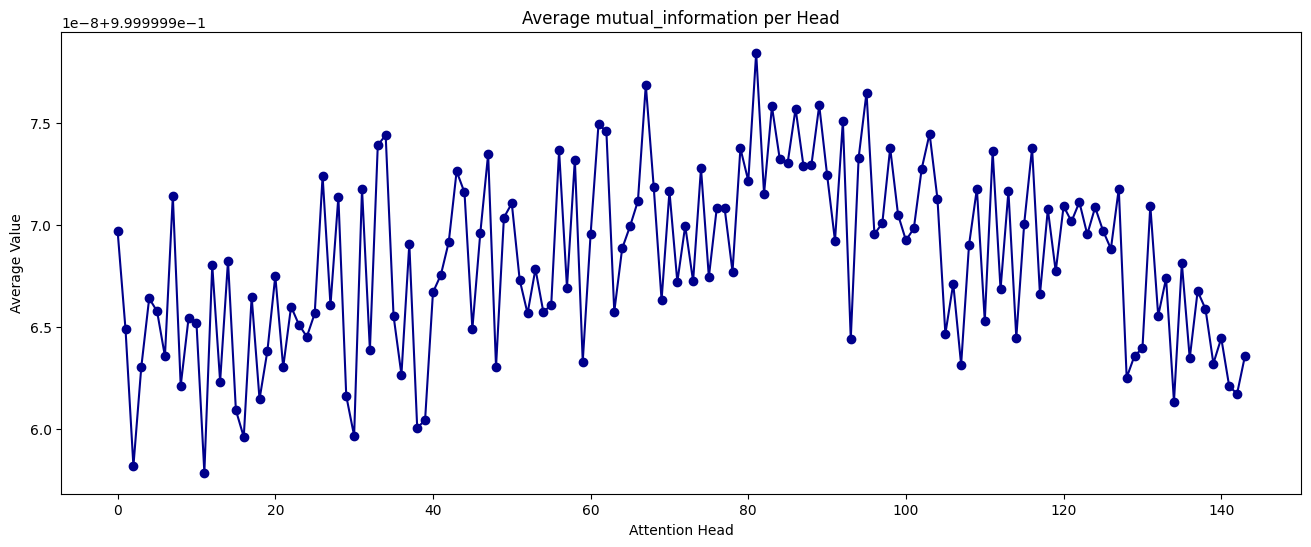 Average mutual_information per Head
1e−8+9.999999e−1
7.5
7.0
6.5
6.0
Average Value
0 20 40 60 80 100 120 140
Attention Head